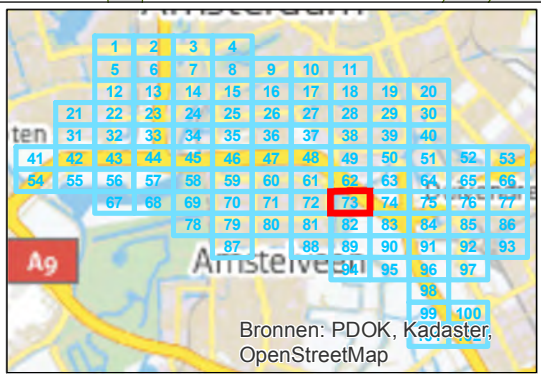 Amsterdam
1 2 3 4
5 6 7 8 9 10 11
12 13 14 15 16 17 18 19 20
21 22 23 24 25 26 27 28 29 30
ten
31 32 33 34 35 36 37 38 39 40
41 42 43 44 45 46 47 48 49 50 51 52 53
54 55 56 57 58 59 60 61 62 63 64 65 66
67 68 69 70 71 72 73 74 75 76 77
78 79 80 81 82 83 84 85 86
87 88 89 90 91 92 93
A9
Amstelveen
94 95 96 97
98
99 100
Bronnen: PDOK, Kadaster,
101 102
OpenStreetMap